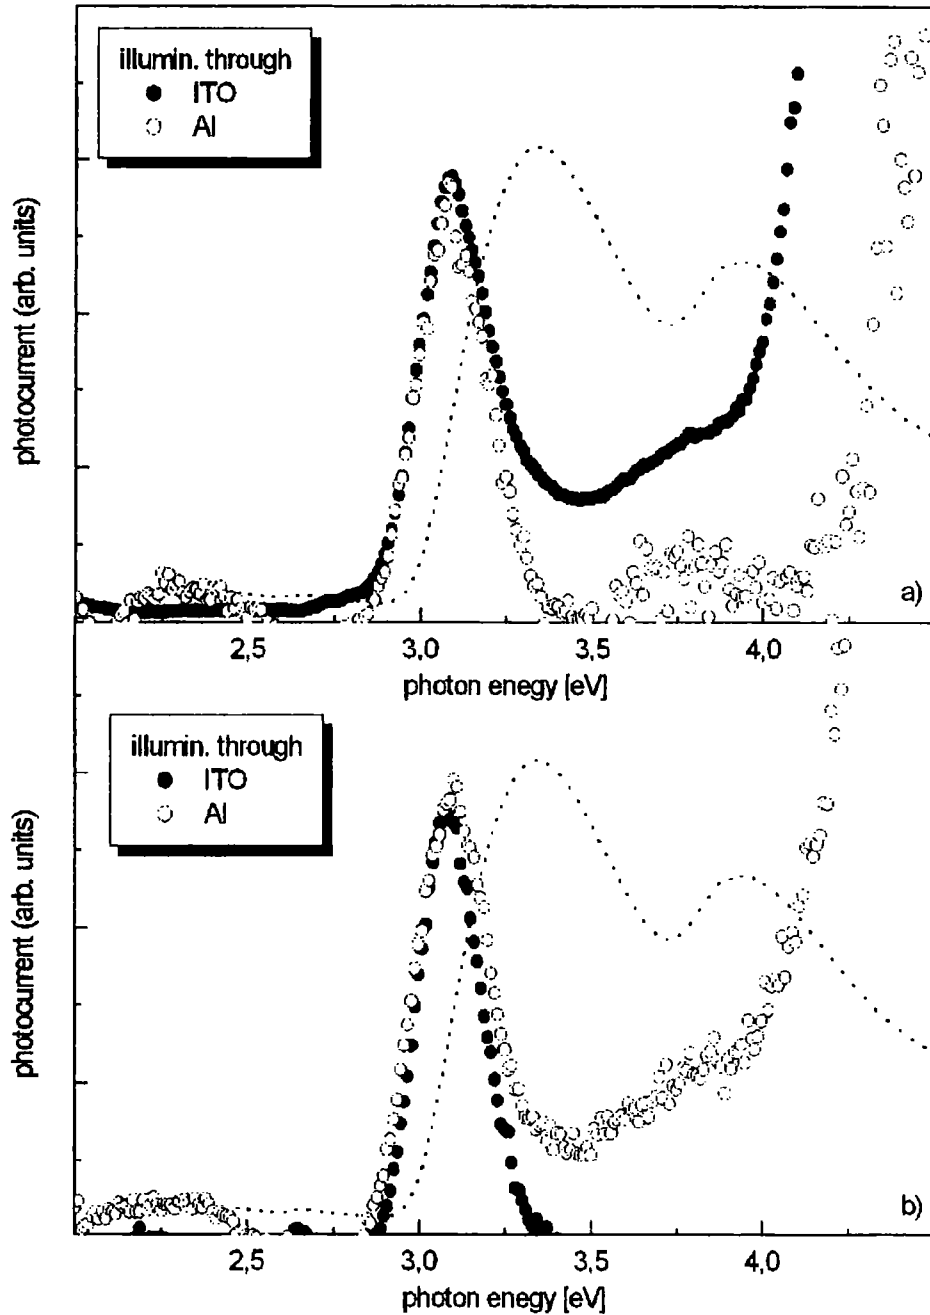 illumin. through
ITO
Al
photocurrent (arb. units)
a)
2,5 3,0 3,5 4,0
photon enegy [eV]
illumin. through
ITO
Al
photocurrent (arb. units)
b)
2,5 3,0 3,5 4,0
photon enegy [eV]